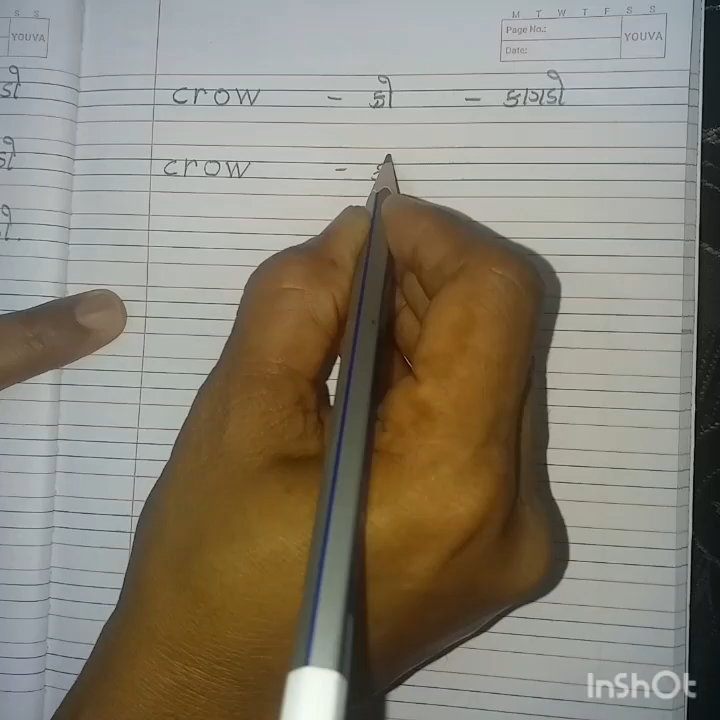 S S
YOUVA
M T W T F S S
Page No.:
YOUVA
Date:
crow - ક્રો - કાગડો
crow -
InShOt